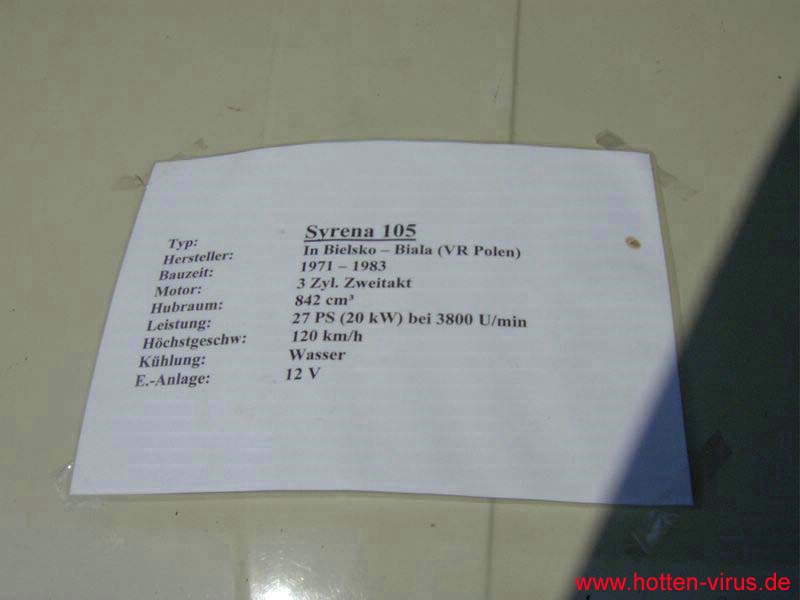 Typ: Syrena 105
Hersteller: In Bielsko – Biala (VR Polen)
Bauzeit: 1971 – 1983
Motor: 3 Zyl. Zweitakt
Hubraum: 842 cm³
Leistung: 27 PS (20 kW) bei 3800 U/min
Höchstgeschw: 120 km/h
Kühlung: Wasser
E.-Anlage: 12 V
www.hotten-virus.de